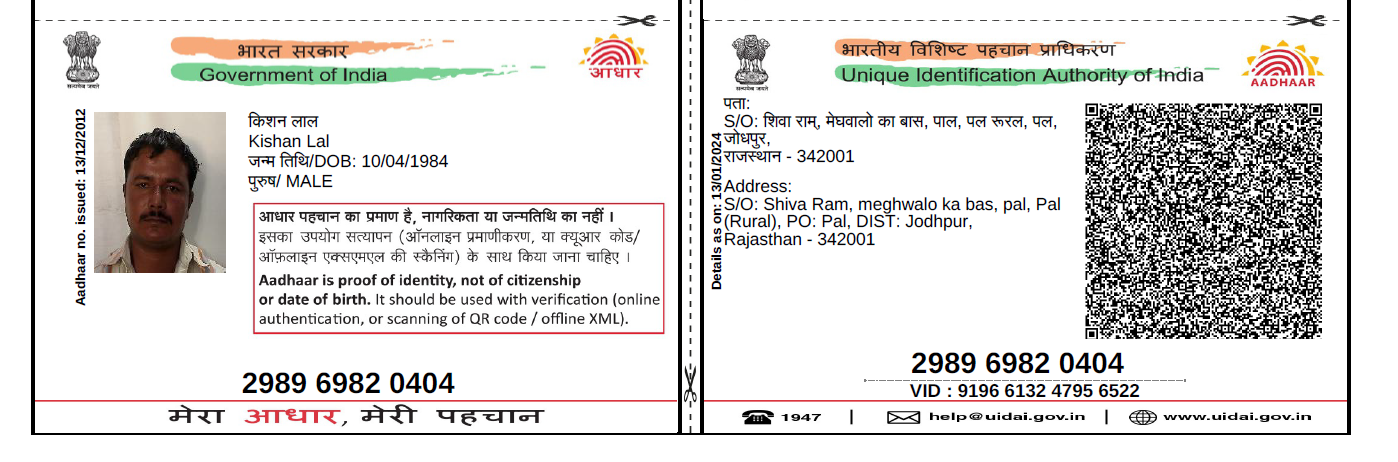 भारत सरकार
Government of India
आधार
सत्यमेव जयते
Aadhaar no. issued: 13/12/2012
किशन लाल
Kishan Lal
जन्म तिथि/DOB: 10/04/1984
पुरुष/ MALE
आधार पहचान का प्रमाण है, नागरिकता या जन्मतिथि का नहीं ।
इसका उपयोग सत्यापन (ऑनलाइन प्रमाणीकरण, या क्यूआर कोड/
ऑफ़लाइन एक्सएमएल की स्कैनिंग) के साथ किया जाना चाहिए ।
Aadhaar is proof of identity, not of citizenship
or date of birth. It should be used with verification (online
authentication, or scanning of QR code / offline XML).
2989 6982 0404
मेरा आधार, मेरी पहचान
भारतीय विशिष्ट पहचान प्राधिकरण
Unique Identification Authority of India
AADHAAR
सत्यमेव जयते
Details as on: 13/01/2024
पता:
S/O: शिवा राम, मेघवालो का बास, पाल, पल रूरल, पल,
जोधपुर,
राजस्थान - 342001
Address:
S/O: Shiva Ram, meghwalo ka bas, pal, Pal
(Rural), PO: Pal, DIST: Jodhpur,
Rajasthan - 342001
2989 6982 0404
VID : 9196 6132 4795 6522
1947 | help@uidai.gov.in | www.uidai.gov.in